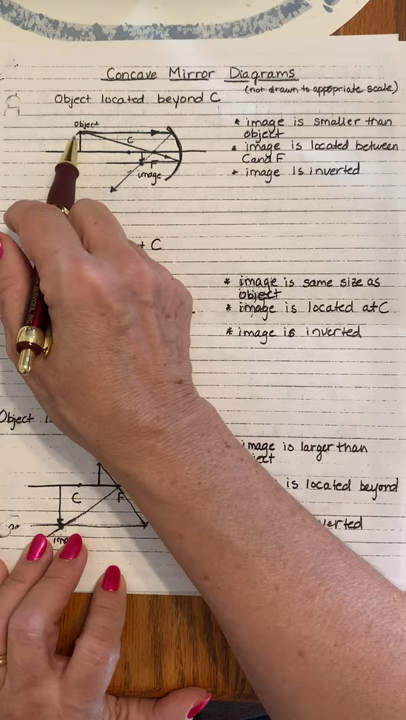 Concave Mirror Diagrams
(not drawn to appropriate scale)
Object located beyond C
object
C
F
image
* image is smaller than
object
* image is located between
C and F
* image is inverted
C
* image is same size as
object
* image is located at C
* image is inverted
Object
C
F
image is larger than
is located beyond